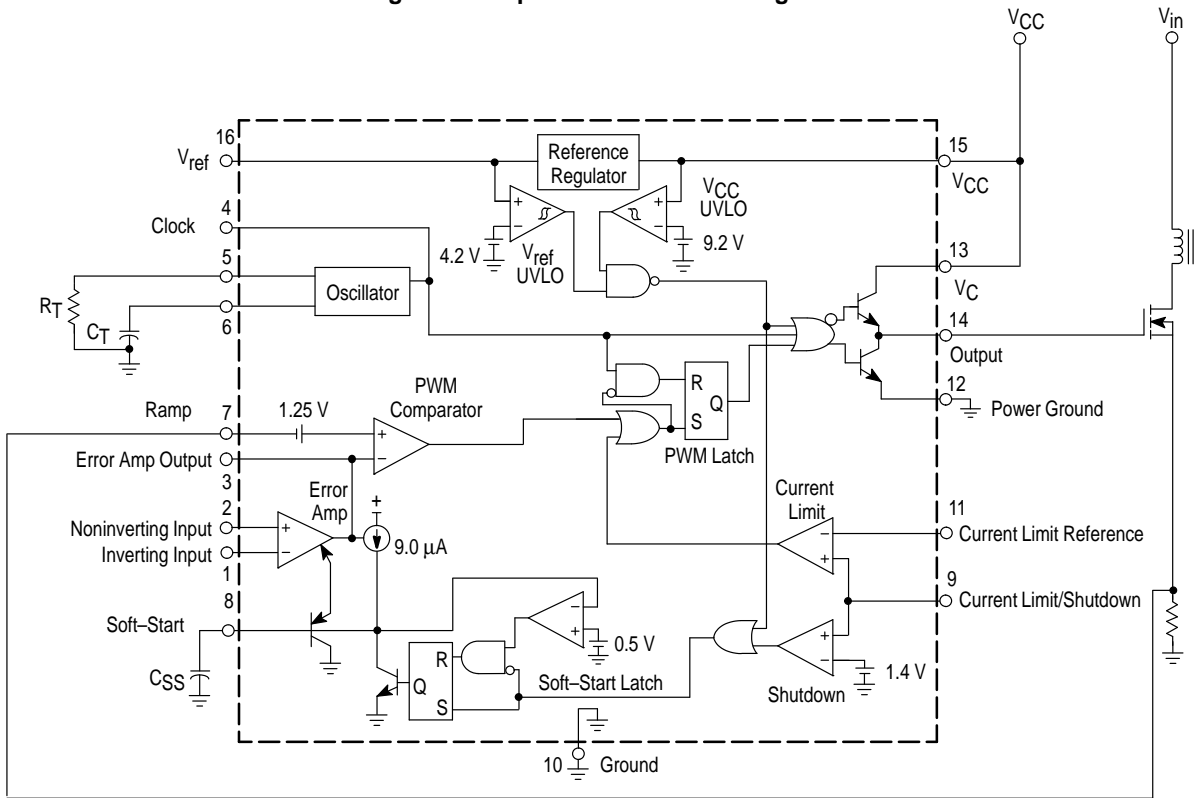 VCC
Vin
16
Vref
Reference
Regulator
15
VCC
VCC
UVLO
4
Clock
4.2 V
Vref
UVLO
9.2 V
13
VC
5
Oscillator
RT
CT
6
14
Output
12
Power Ground
R
Q
S
PWM Latch
PWM
Comparator
Ramp
7
1.25 V
Error Amp Output
3
Error
Amp
2
Noninverting Input
Inverting Input
1
+
9.0 µA
Current
Limit
11
Current Limit Reference
9
Current Limit/Shutdown
8
Soft–Start
CSS
0.5 V
R
Q
S
Soft–Start Latch
1.4 V
Shutdown
10
Ground